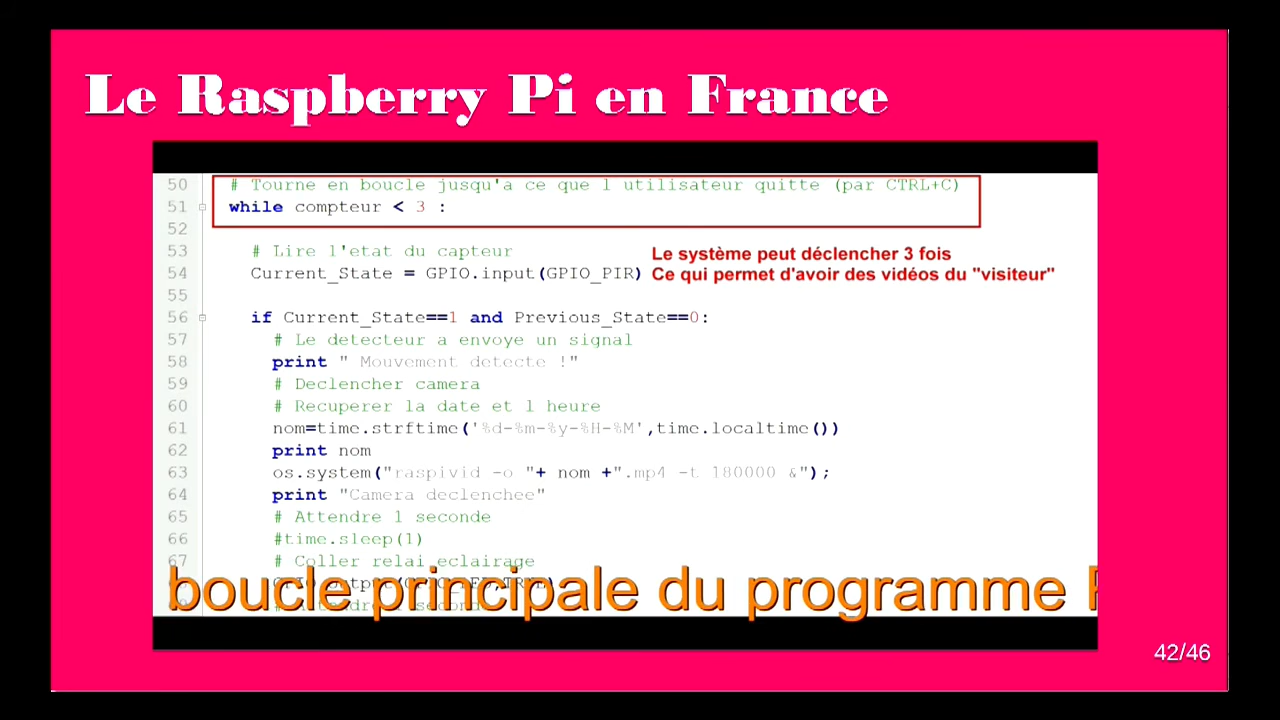 Le Raspberry Pi en France
50 # Tourne en boucle jusqu'a ce que l utilisateur quitte (par CTRL+C)
51 while compteur < 3 :
52
53 # Lire l'etat du capteur
Le système peut déclencher 3 fois
54 Current_State = GPIO.input(GPIO_PIR)
Ce qui permet d'avoir des vidéos du "visiteur"
55
56 if Current_State==1 and Previous_State==0:
57 # Le detecteur a envoye un signal
58 print " Mouvement detecte !"
59 # Declencher camera
60 # Recuperer la date et l heure
61 nom=time.strftime('%d-%m-%y-%H-%M',time.localtime())
62 print nom
63 os.system("raspivid -o "+ nom +".mp4 -t 180000 &");
64 print "Camera declenchee"
65 # Attendre 1 seconde
66 #time.sleep(1)
67 # Coller relai eclairage
boucle principale du programme
42/46